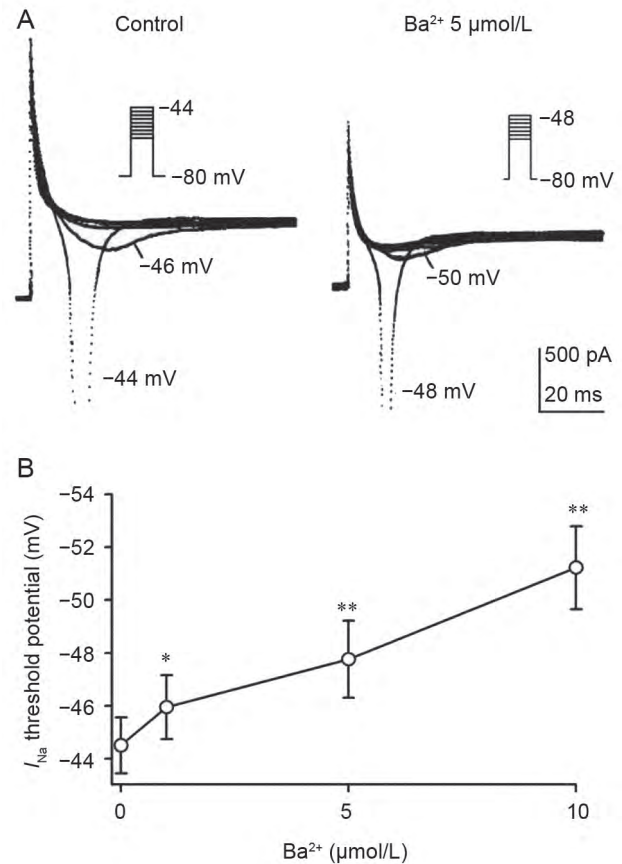 A
Control
Ba²⁺ 5 µmol/L
−44
−80 mV
−46 mV
−44 mV
−48
−80 mV
−50 mV
−48 mV
500 pA
20 ms
B
−54
−52
−50
−48
−46
−44
I_Na threshold potential (mV)
*
**
**
0
5
10
Ba²⁺ (µmol/L)